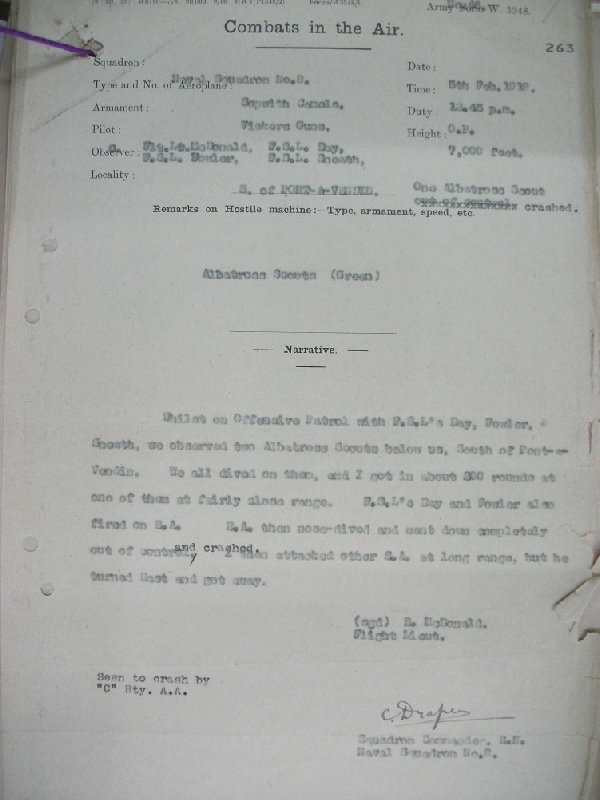 Army Form W. 3348.
Combats in the Air.
263
Squadron: Naval Squadron No.8.
Date: 5th Feb. 1918.
Type and No. of Aeroplane: Sopwith Camels.
Time: 12.45 p.m.
Armament: Vickers Guns.
Duty: O.P.
Pilot: Flg.Lt. McDonald, F.S.L. Day,
Height: 7,000 feet.
Observer: F.S.L. Fowler, F.S.L. Sneath,
Locality:
S. of PONT-A-VENDIN.
One Albatross Scout
out of control crashed.
Remarks on Hostile machine:— Type, armament, speed, etc.
Albatross Scouts (Green)
Narrative.
Whilst on Offensive Patrol with F.S.L's Day, Fowler, &
Sneath, we observed two Albatross Scouts below us, South of Pont-a-
Vendin. We all dived on them, and I got in about 300 rounds at
one of them at fairly close range. F.S.L's Day and Fowler also
fired on E.A. E.A. then nose-dived and went down completely
out of control, and crashed. I then attacked other E.A. at long range, but he
turned East and got away.
(sgd) R. McDonald.
Flight Lieut.
Seen to crash by
"C" Bty. A.A.
C. Draper
Squadron Commander, R.N.
Naval Squadron No.8.